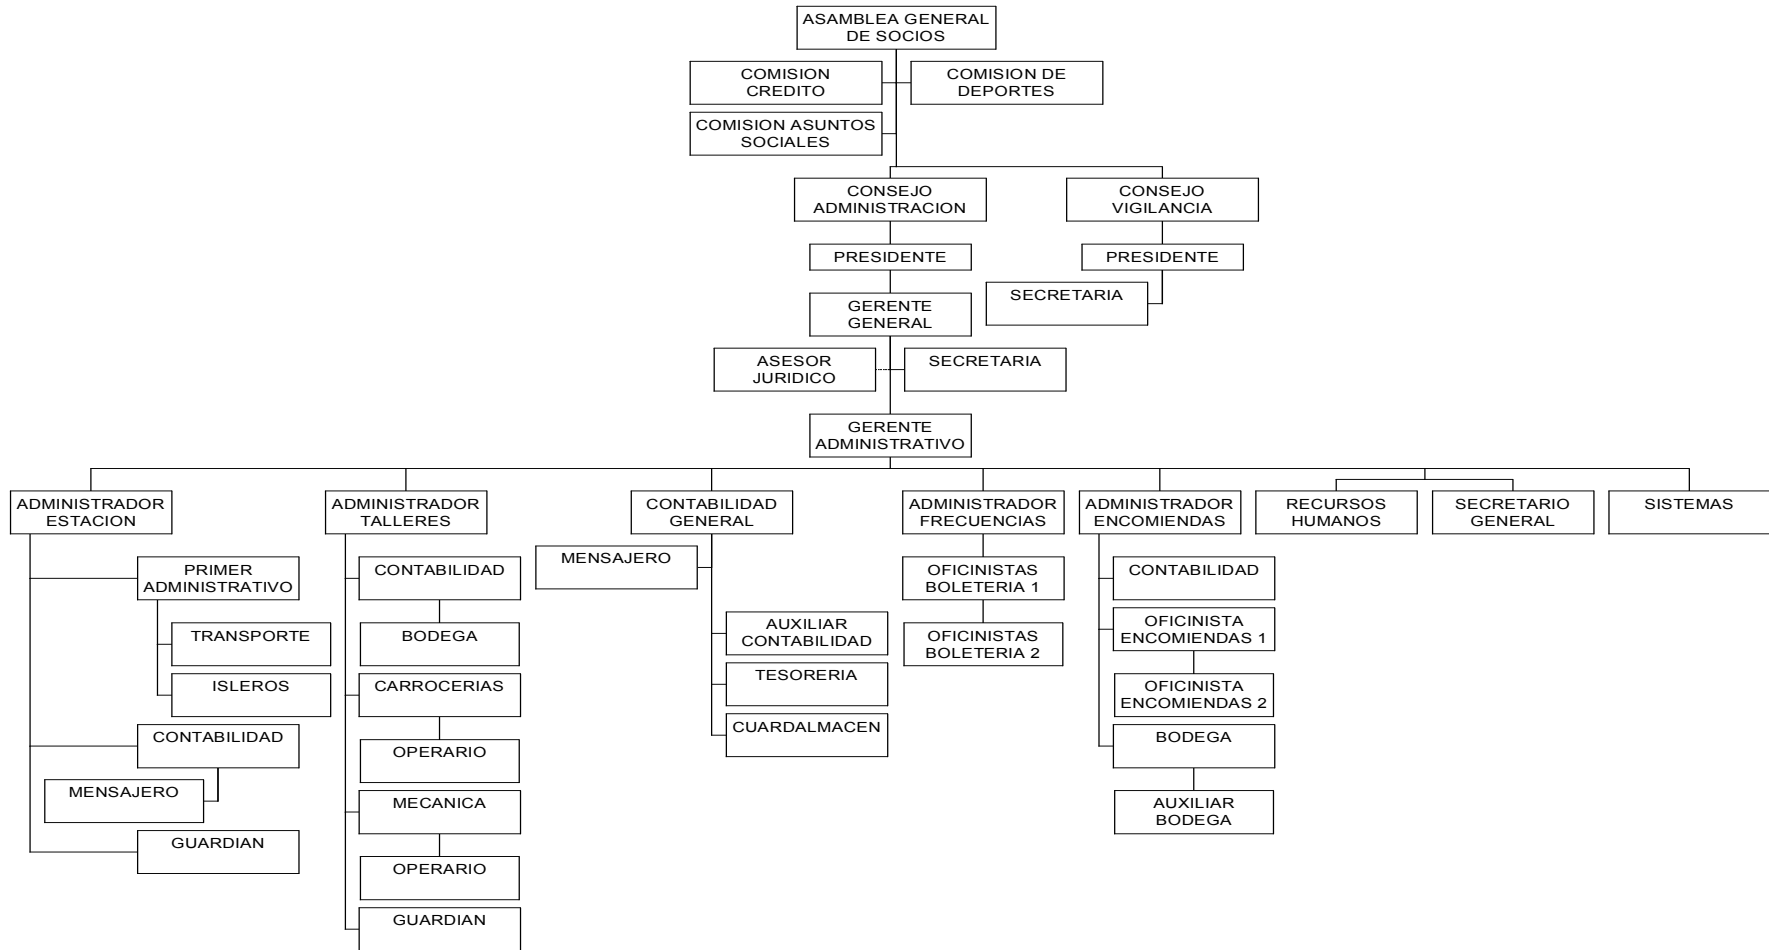 ASAMBLEA GENERAL
DE SOCIOS
COMISION
CREDITO
COMISION DE
DEPORTES
COMISION ASUNTOS
SOCIALES
CONSEJO
ADMINISTRACION
CONSEJO
VIGILANCIA
PRESIDENTE
PRESIDENTE
SECRETARIA
GERENTE
GENERAL
ASESOR
JURIDICO
SECRETARIA
GERENTE
ADMINISTRATIVO
ADMINISTRADOR
ESTACION
ADMINISTRADOR
TALLERES
CONTABILIDAD
GENERAL
ADMINISTRADOR
FRECUENCIAS
ADMINISTRADOR
ENCOMIENDAS
RECURSOS
HUMANOS
SECRETARIO
GENERAL
SISTEMAS
PRIMER
ADMINISTRATIVO
TRANSPORTE
ISLEROS
CONTABILIDAD
MENSAJERO
GUARDIAN
CONTABILIDAD
BODEGA
CARROCERIAS
OPERARIO
MECANICA
OPERARIO
GUARDIAN
MENSAJERO
AUXILIAR
CONTABILIDAD
TESORERIA
CUARDALMACEN
OFICINISTAS
BOLETERIA 1
OFICINISTAS
BOLETERIA 2
CONTABILIDAD
OFICINISTA
ENCOMIENDAS 1
OFICINISTA
ENCOMIENDAS 2
BODEGA
AUXILIAR
BODEGA